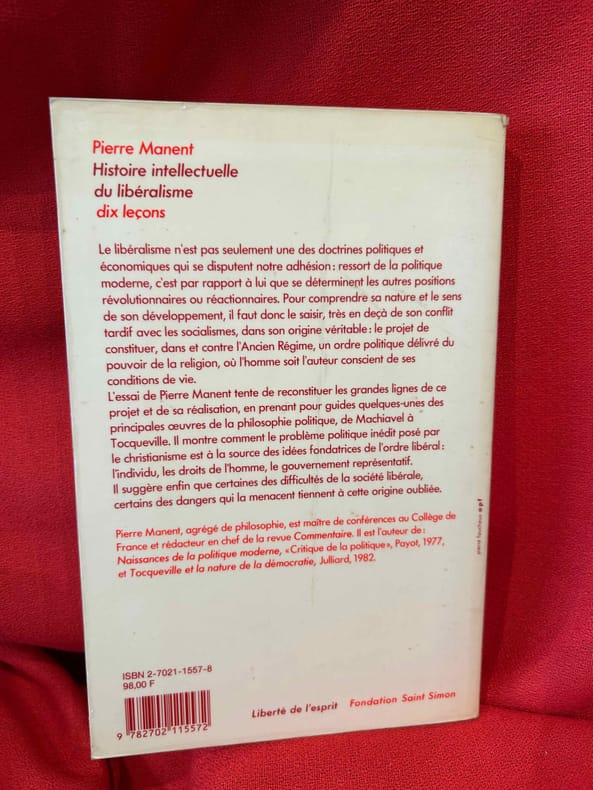 Pierre Manent
Histoire intellectuelle
du libéralisme
dix leçons
Le libéralisme n'est pas seulement une des doctrines politiques et
économiques qui se disputent notre adhésion : ressort de la politique
moderne, c'est par rapport à lui que se déterminent les autres positions
révolutionnaires ou réactionnaires. Pour comprendre sa nature et le sens
de son développement, il faut donc le saisir, très en deçà de son conflit
tardif avec les socialismes, dans son origine véritable : le projet de
constituer, dans et contre l'Ancien Régime, un ordre politique délivré du
pouvoir de la religion, où l'homme soit l'auteur conscient de ses
conditions de vie.
L'essai de Pierre Manent tente de reconstituer les grandes lignes de ce
projet et de sa réalisation, en prenant pour guides quelques-unes des
principales œuvres de la philosophie politique, de Machiavel à
Tocqueville. Il montre comment le problème politique inédit posé par
le christianisme est à la source des idées fondatrices de l'ordre libéral :
l'individu, les droits de l'homme, le gouvernement représentatif.
Il suggère enfin que certaines des difficultés de la société libérale,
certains des dangers qui la menacent tiennent à cette origine oubliée.
Pierre Manent, agrégé de philosophie, est maître de conférences au Collège de
France et rédacteur en chef de la revue Commentaire. Il est l'auteur de :
Naissances de la politique moderne, «Critique de la politique», Payot, 1977,
et Tocqueville et la nature de la démocratie, Julliard, 1982.
pierre faucheux apf
ISBN 2-7021-1557-8
98,00 F
9 782702 115572
Liberté de l'esprit Fondation Saint Simon